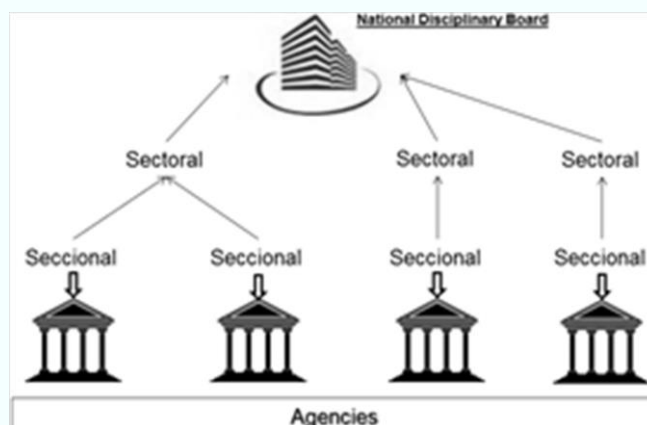 National Disciplinary Board
Sectoral Sectoral Sectoral
Seccional Seccional Seccional Seccional
Agencies